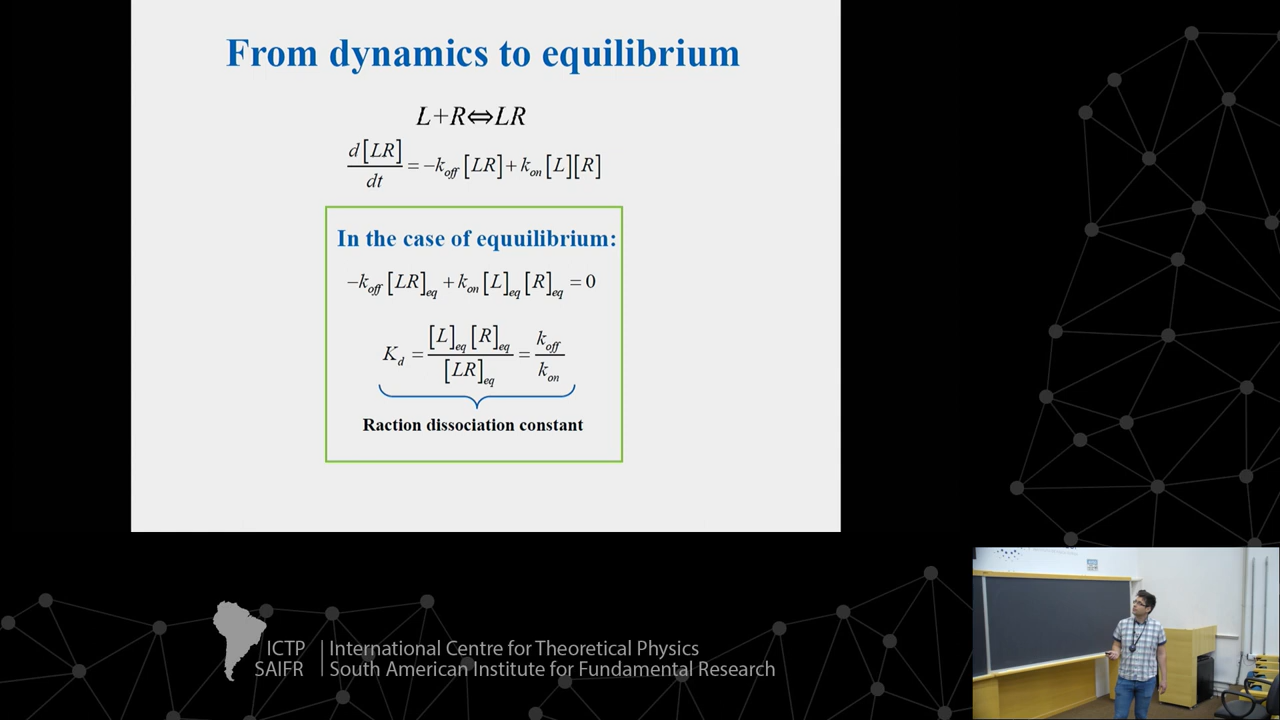 From dynamics to equilibrium
L+R⇔LR
d[LR]/dt = −k_off [LR] + k_on [L][R]
In the case of equuilibrium:
−k_off [LR]_eq + k_on [L]_eq [R]_eq = 0
K_d = [L]_eq [R]_eq / [LR]_eq = k_off / k_on
Raction dissociation constant
ICTP | International Centre for Theoretical Physics
SAIFR | South American Institute for Fundamental Research